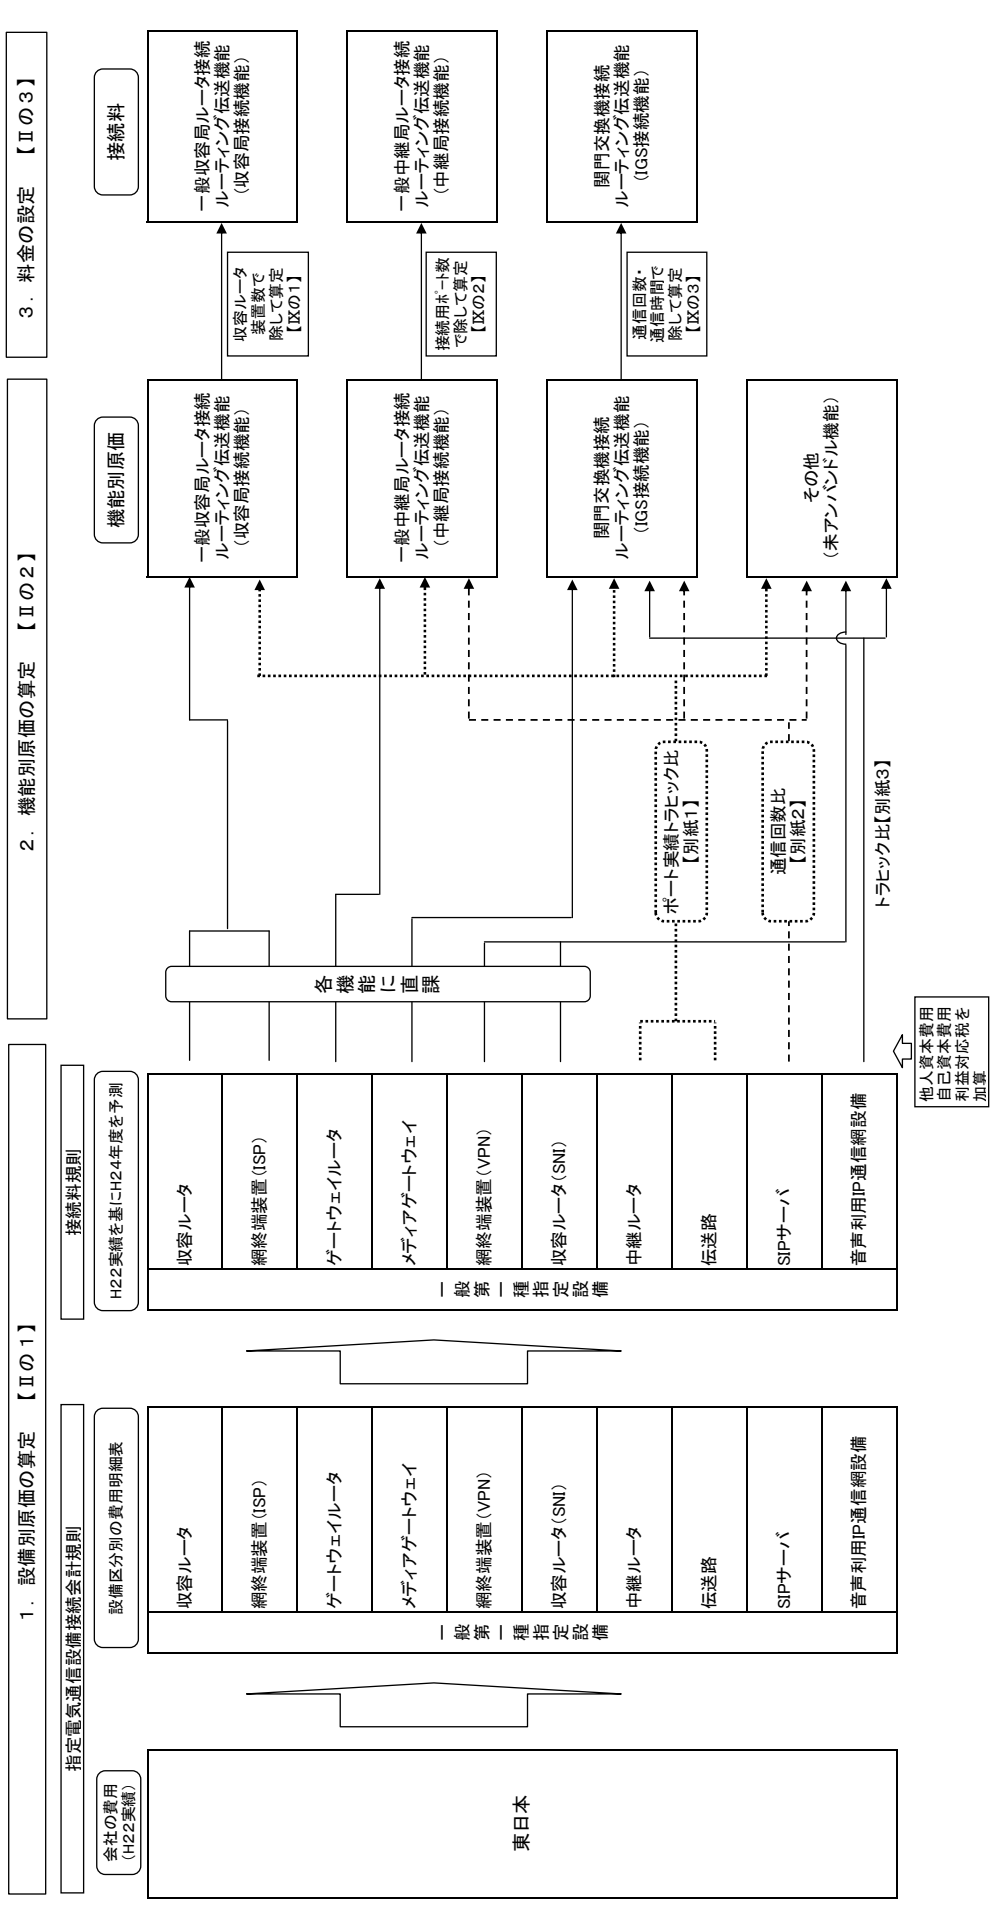 1．設備別原価の算定　【Ⅱの1】
2．機能別原価の算定　【Ⅱの2】
3．料金の設定　【Ⅱの3】
指定電気通信設備接続会計規則
接続料規則
会社の費用
（H22実績）
設備区分別の費用明細表
H22実績を基にH24年度を予測
機能別原価
接続料
東日本
一般第一種指定設備
収容ルータ
網終端装置（ISP）
ゲートウェイルータ
メディアゲートウェイ
網終端装置（VPN）
収容ルータ（SNI）
中継ルータ
伝送路
SIPサーバ
音声利用IP通信網設備
一般第一種指定設備
収容ルータ
網終端装置（ISP）
ゲートウェイルータ
メディアゲートウェイ
網終端装置（VPN）
収容ルータ（SNI）
中継ルータ
伝送路
SIPサーバ
音声利用IP通信網設備
他人資本費用
自己資本費用
利益対応税を
加算
各機能に直課
ポート実績トラヒック比
【別紙1】
通信回数比
【別紙2】
トラヒック比【別紙3】
一般収容局ルータ接続
ルーティング伝送機能
（収容局接続機能）
一般中継局ルータ接続
ルーティング伝送機能
（中継局接続機能）
関門交換機接続
ルーティング伝送機能
（IGS接続機能）
その他
（未アンバンドル機能）
収容ルータ
装置数で
除して算定
【Ⅸの1】
接続用ポート数
で除して算定
【Ⅸの2】
通信回数・
通信時間で
除して算定
【Ⅸの3】
一般収容局ルータ接続
ルーティング伝送機能
（収容局接続機能）
一般中継局ルータ接続
ルーティング伝送機能
（中継局接続機能）
関門交換機接続
ルーティング伝送機能
（IGS接続機能）